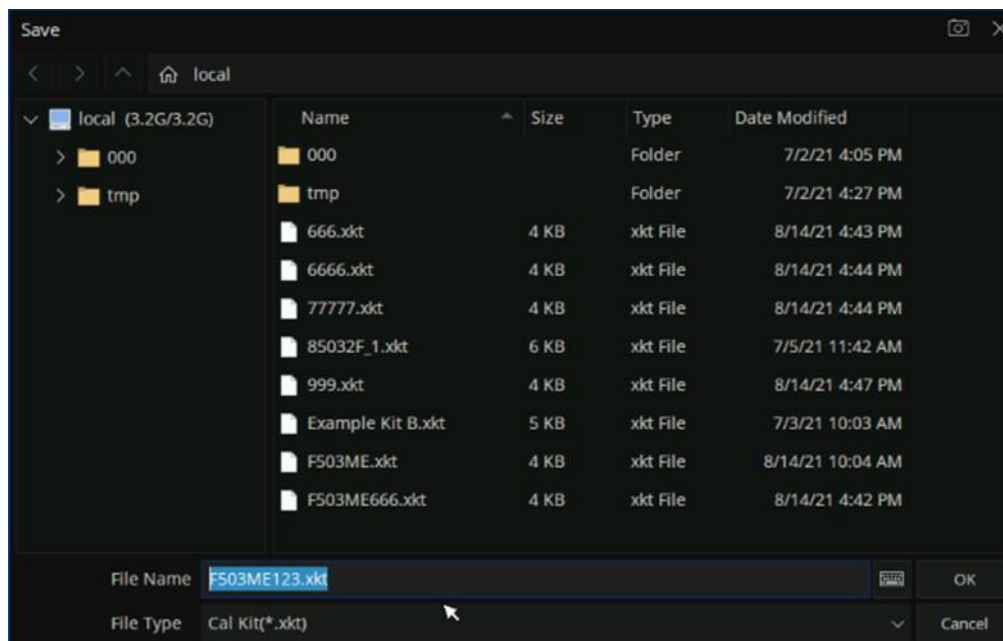 Save
local
local (3.2G/3.2G)
000
tmp
Name Size Type Date Modified
000 Folder 7/2/21 4:05 PM
tmp Folder 7/2/21 4:27 PM
666.xkt 4 KB xkt File 8/14/21 4:43 PM
6666.xkt 4 KB xkt File 8/14/21 4:44 PM
77777.xkt 4 KB xkt File 8/14/21 4:44 PM
85032F_1.xkt 6 KB xkt File 7/5/21 11:42 AM
999.xkt 4 KB xkt File 8/14/21 4:47 PM
Example Kit B.xkt 5 KB xkt File 7/3/21 10:03 AM
F503ME.xkt 4 KB xkt File 8/14/21 10:04 AM
F503ME666.xkt 4 KB xkt File 8/14/21 4:42 PM
File Name F503ME123.xkt OK
File Type Cal Kit(*.xkt) Cancel